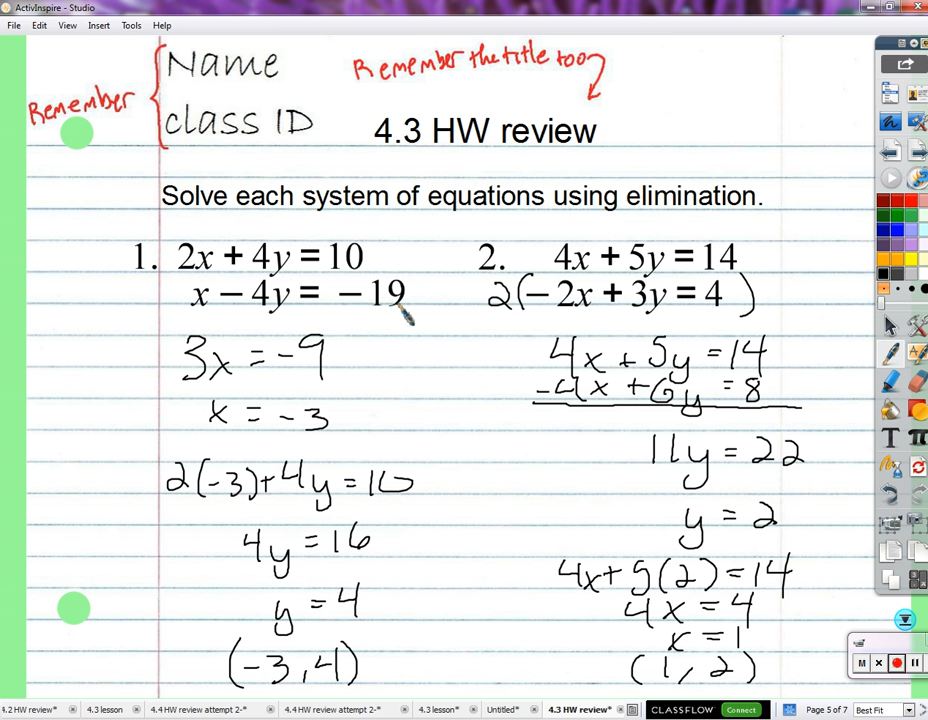 ActivInspire - Studio
File Edit View Insert Tools Help
Remember
Name
class ID
Remember the title too
4.3 HW review
Solve each system of equations using elimination.
1. 2x + 4y = 10
x − 4y = −19
3x = -9
x = -3
2(-3)+4y=10
4y = 16
y = 4
(-3,4)
2. 4x + 5y = 14
2(−2x + 3y = 4)
4x + 5y = 14
-4x + 6y = 8
11y = 22
y = 2
4x+5(2)=14
4x = 4
x = 1
(1, 2)
M
4.2 HW review* 4.3 lesson 4.4 HW review attempt 2-* 4.4 HW review attempt 2-* 4.3 lesson* Untitled* 4.3 HW review* CLASSFLOW Connect Page 5 of 7 Best Fit